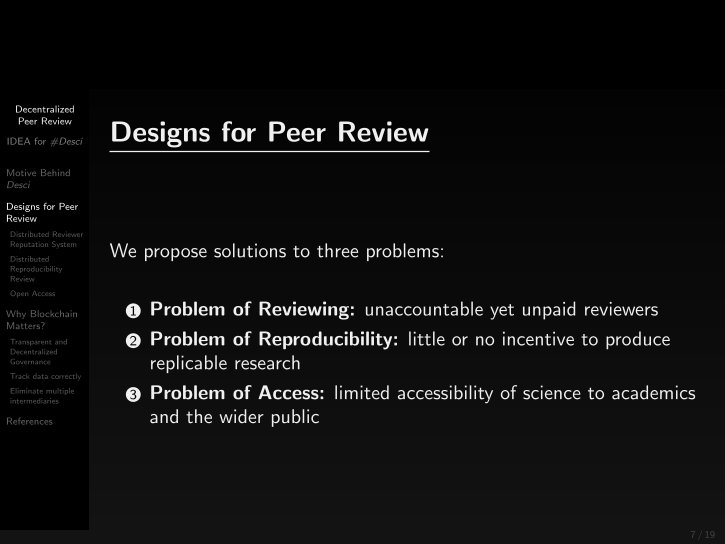 Decentralized
Peer Review
IDEA for #Desci
Motive Behind
Desci
Designs for Peer
Review
Distributed Reviewer
Reputation System
Distributed
Reproducibility
Review
Open Access
Why Blockchain
Matters?
Transparent and
Decentralized
Governance
Track data correctly
Eliminate multiple
intermediaries
References
Designs for Peer Review
We propose solutions to three problems:
1 Problem of Reviewing: unaccountable yet unpaid reviewers
2 Problem of Reproducibility: little or no incentive to produce
replicable research
3 Problem of Access: limited accessibility of science to academics
and the wider public
7 / 19